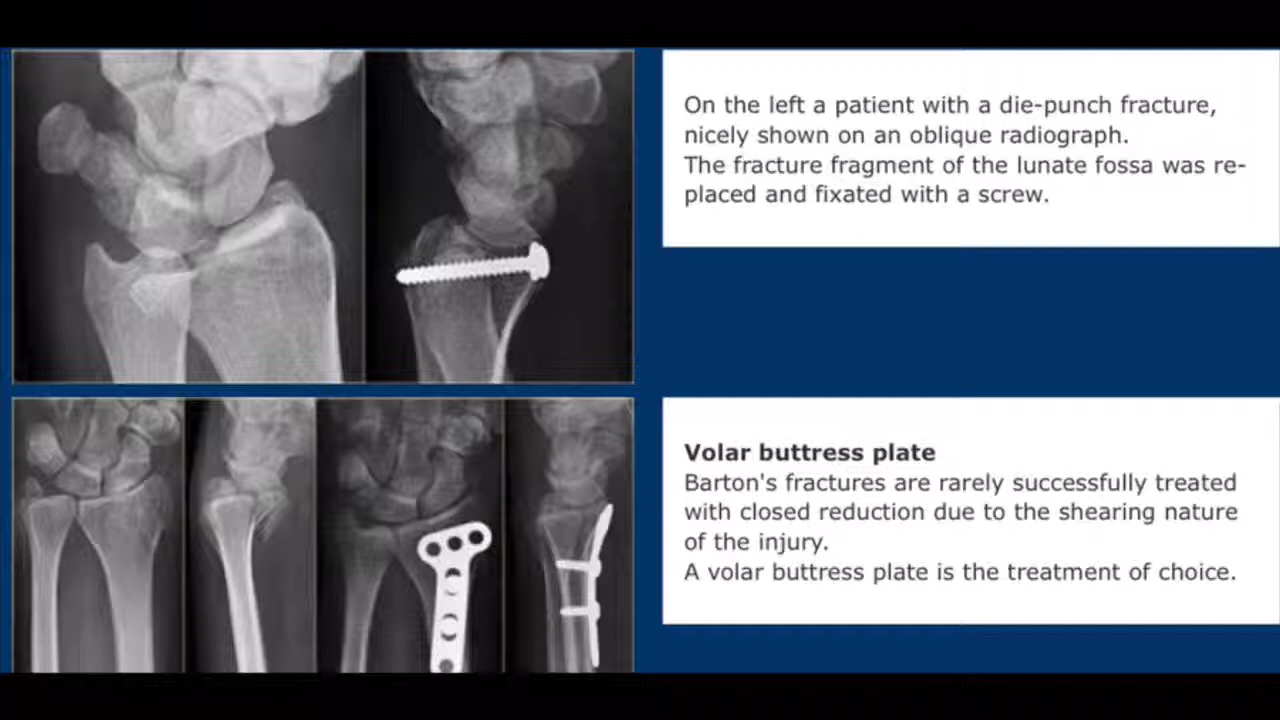 On the left a patient with a die-punch fracture,
nicely shown on an oblique radiograph.
The fracture fragment of the lunate fossa was re-
placed and fixated with a screw.
Volar buttress plate
Barton's fractures are rarely successfully treated
with closed reduction due to the shearing nature
of the injury.
A volar buttress plate is the treatment of choice.